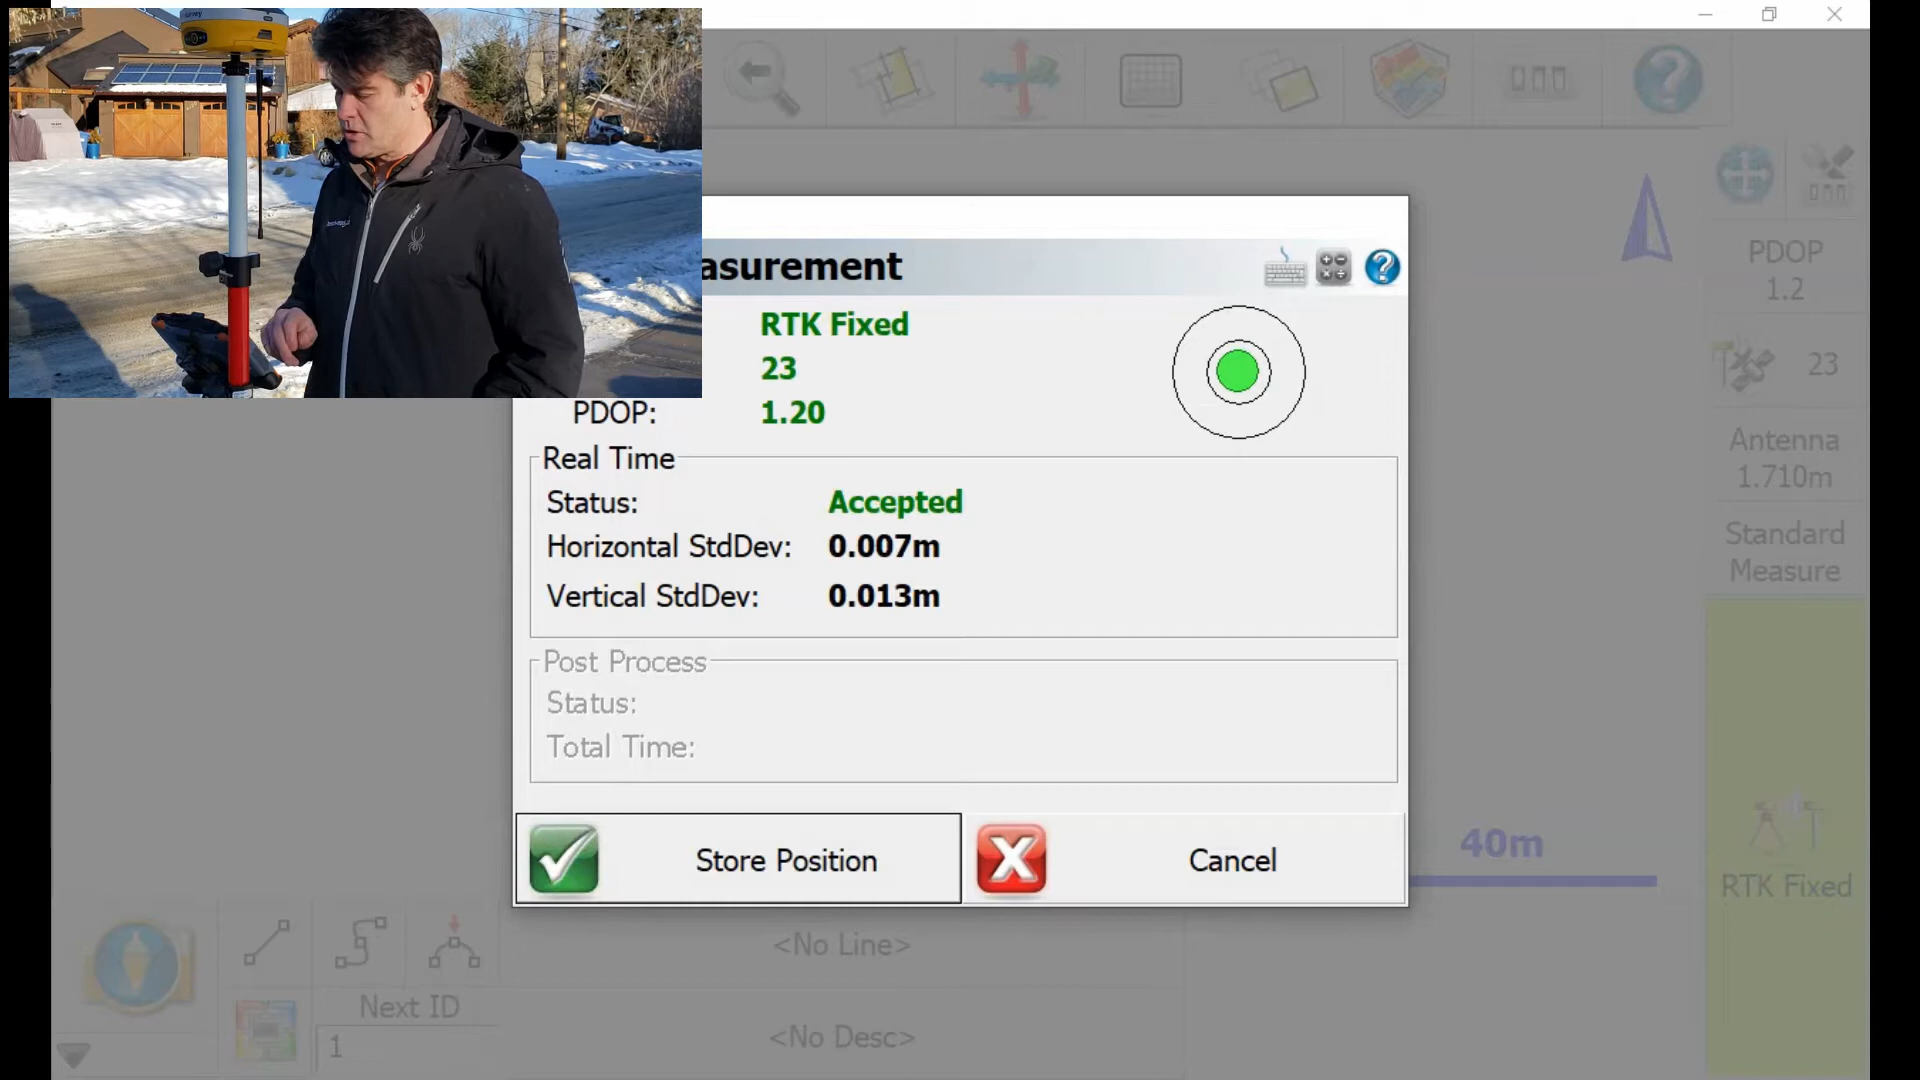 asurement
RTK Fixed
23
PDOP: 1.20
Real Time
Status: Accepted
Horizontal StdDev: 0.007m
Vertical StdDev: 0.013m
Post Process
Status:
Total Time:
Store Position
Cancel
PDOP
1.2
23
Antenna
1.710m
Standard
Measure
40m
RTK Fixed
<No Line>
Next ID
1
<No Desc>